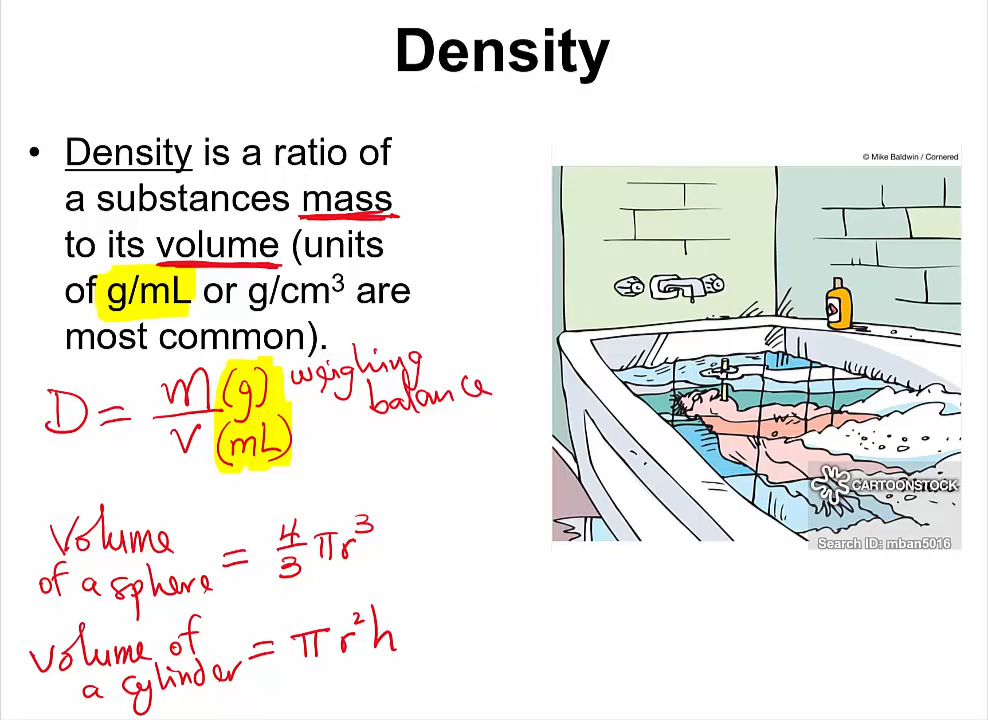 Density
• Density is a ratio of
a substances mass
to its volume (units
of g/mL or g/cm³ are
most common).
D = m (g) / v (mL)
weighing
balance
volume
of a sphere = 4/3 πr³
volume of
a cylinder = πr²h
© Mike Baldwin / Cornered
CARTOONSTOCK
Search ID: mban5016